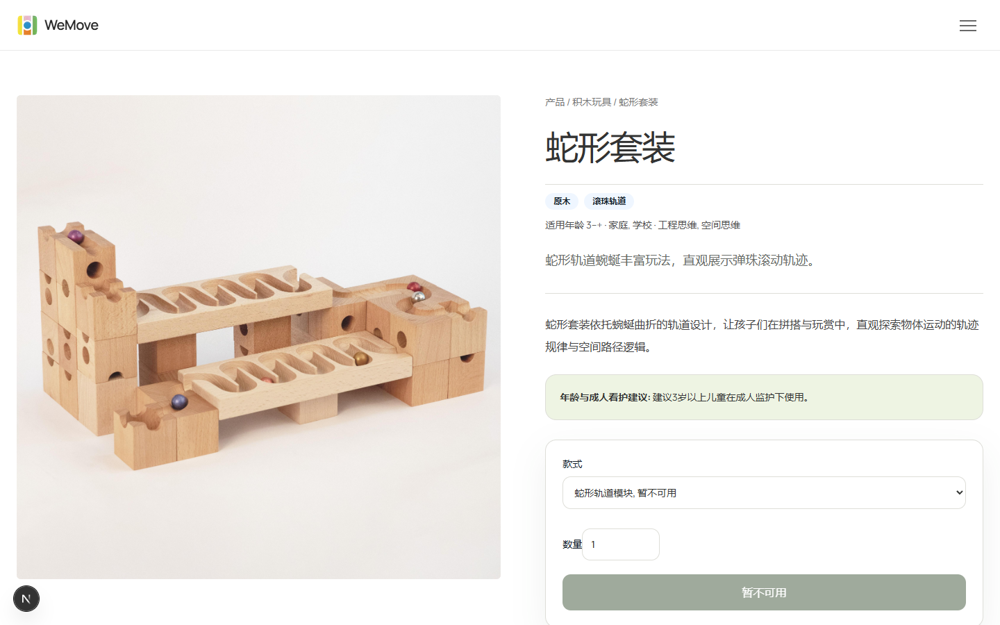 WeMove
产品 / 积木玩具 / 蛇形套装
蛇形套装
原木
滚珠轨道
适用年龄 3-+ · 家庭, 学校 · 工程思维, 空间思维
蛇形轨道蜿蜒丰富玩法，直观展示弹珠滚动轨迹。
蛇形套装依托蜿蜒曲折的轨道设计，让孩子们在拼搭与玩赏中，直观探索物体运动的轨迹
规律与空间路径逻辑。
年龄与成人看护建议: 建议3岁以上儿童在成人监护下使用。
款式
蛇形轨道模块, 暂不可用
数量 1
暂不可用
N